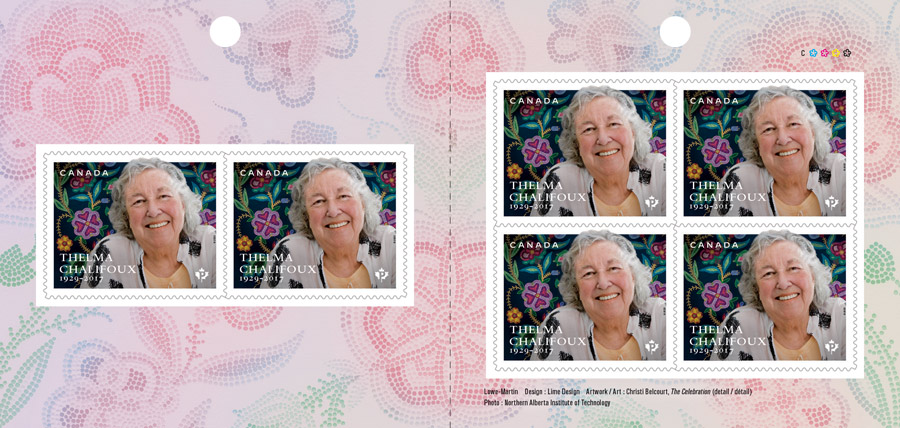 CANADA
THELMA
CHALIFOUX
1929–2017
P
CANADA
THELMA
CHALIFOUX
1929–2017
P
C
CANADA
THELMA
CHALIFOUX
1929–2017
P
CANADA
THELMA
CHALIFOUX
1929–2017
P
CANADA
THELMA
CHALIFOUX
1929–2017
P
CANADA
THELMA
CHALIFOUX
1929–2017
P
Lowe-Martin Design : Lime Design Artwork / Art : Christi Belcourt, The Celebration (detail / détail)
Photo : Northern Alberta Institute of Technology